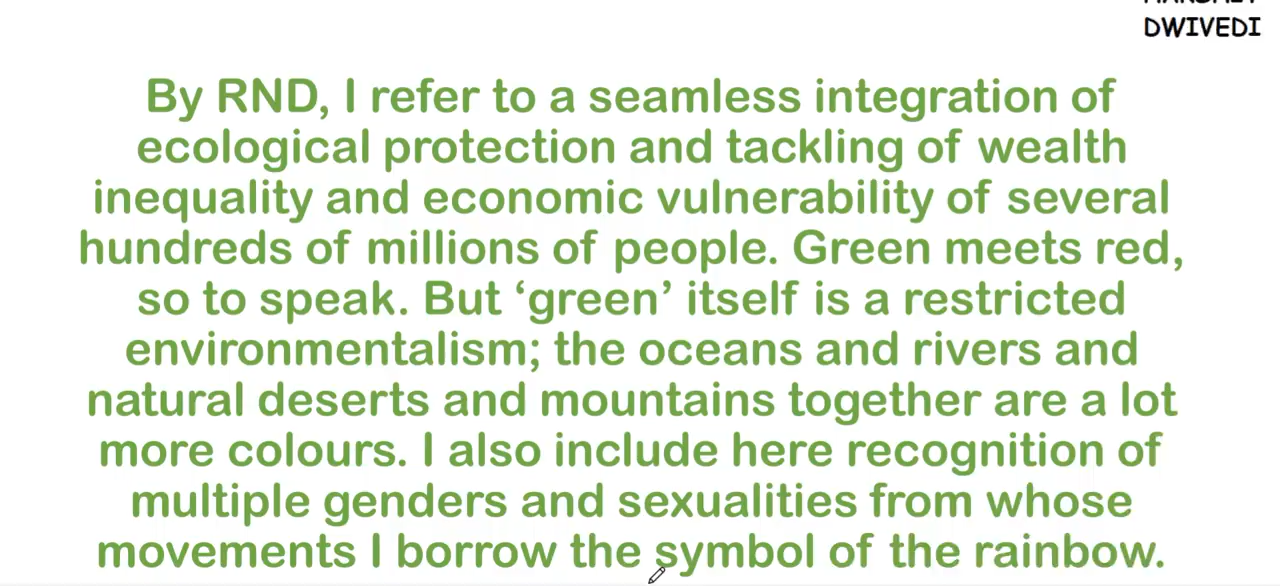 DWIVEDI
By RND, I refer to a seamless integration of
ecological protection and tackling of wealth
inequality and economic vulnerability of several
hundreds of millions of people. Green meets red,
so to speak. But ‘green’ itself is a restricted
environmentalism; the oceans and rivers and
natural deserts and mountains together are a lot
more colours. I also include here recognition of
multiple genders and sexualities from whose
movements I borrow the symbol of the rainbow.